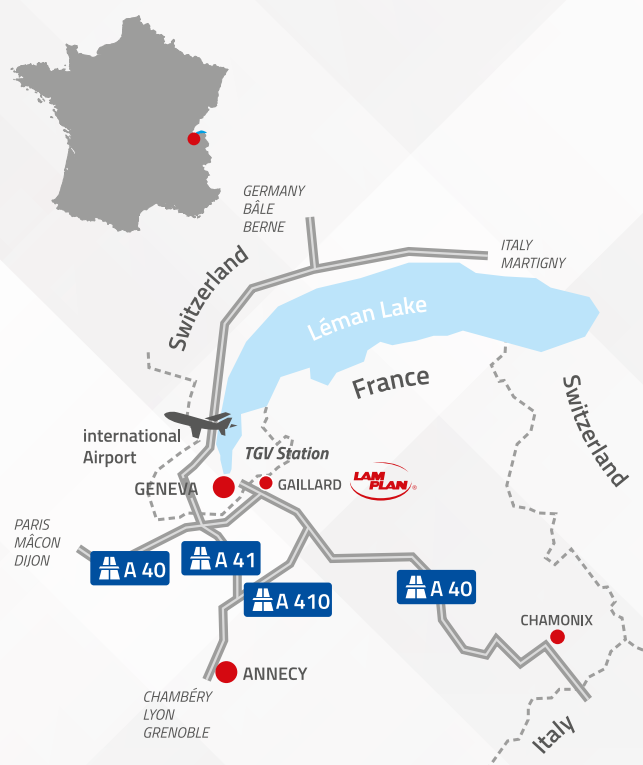 GERMANY
BÂLE
BERNE
ITALY
MARTIGNY
Switzerland
Léman Lake
France
Switzerland
international
Airport
TGV Station
GENEVA
GAILLARD
LAM
PLAN
®
PARIS
MÂCON
DIJON
A 40
A 41
A 410
A 40
CHAMONIX
ANNECY
CHAMBÉRY
LYON
GRENOBLE
Italy